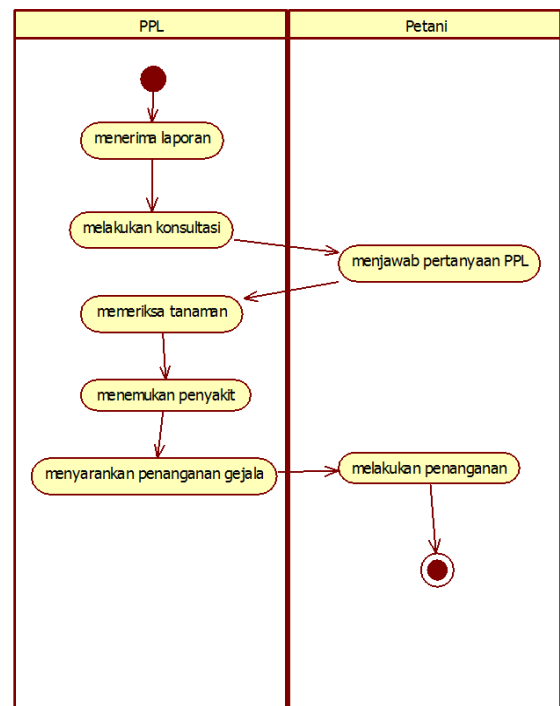 PPL
Petani
menerima laporan
melakukan konsultasi
menjawab pertanyaan PPL
memeriksa tanaman
menemukan penyakit
menyarankan penanganan gejala
melakukan penanganan